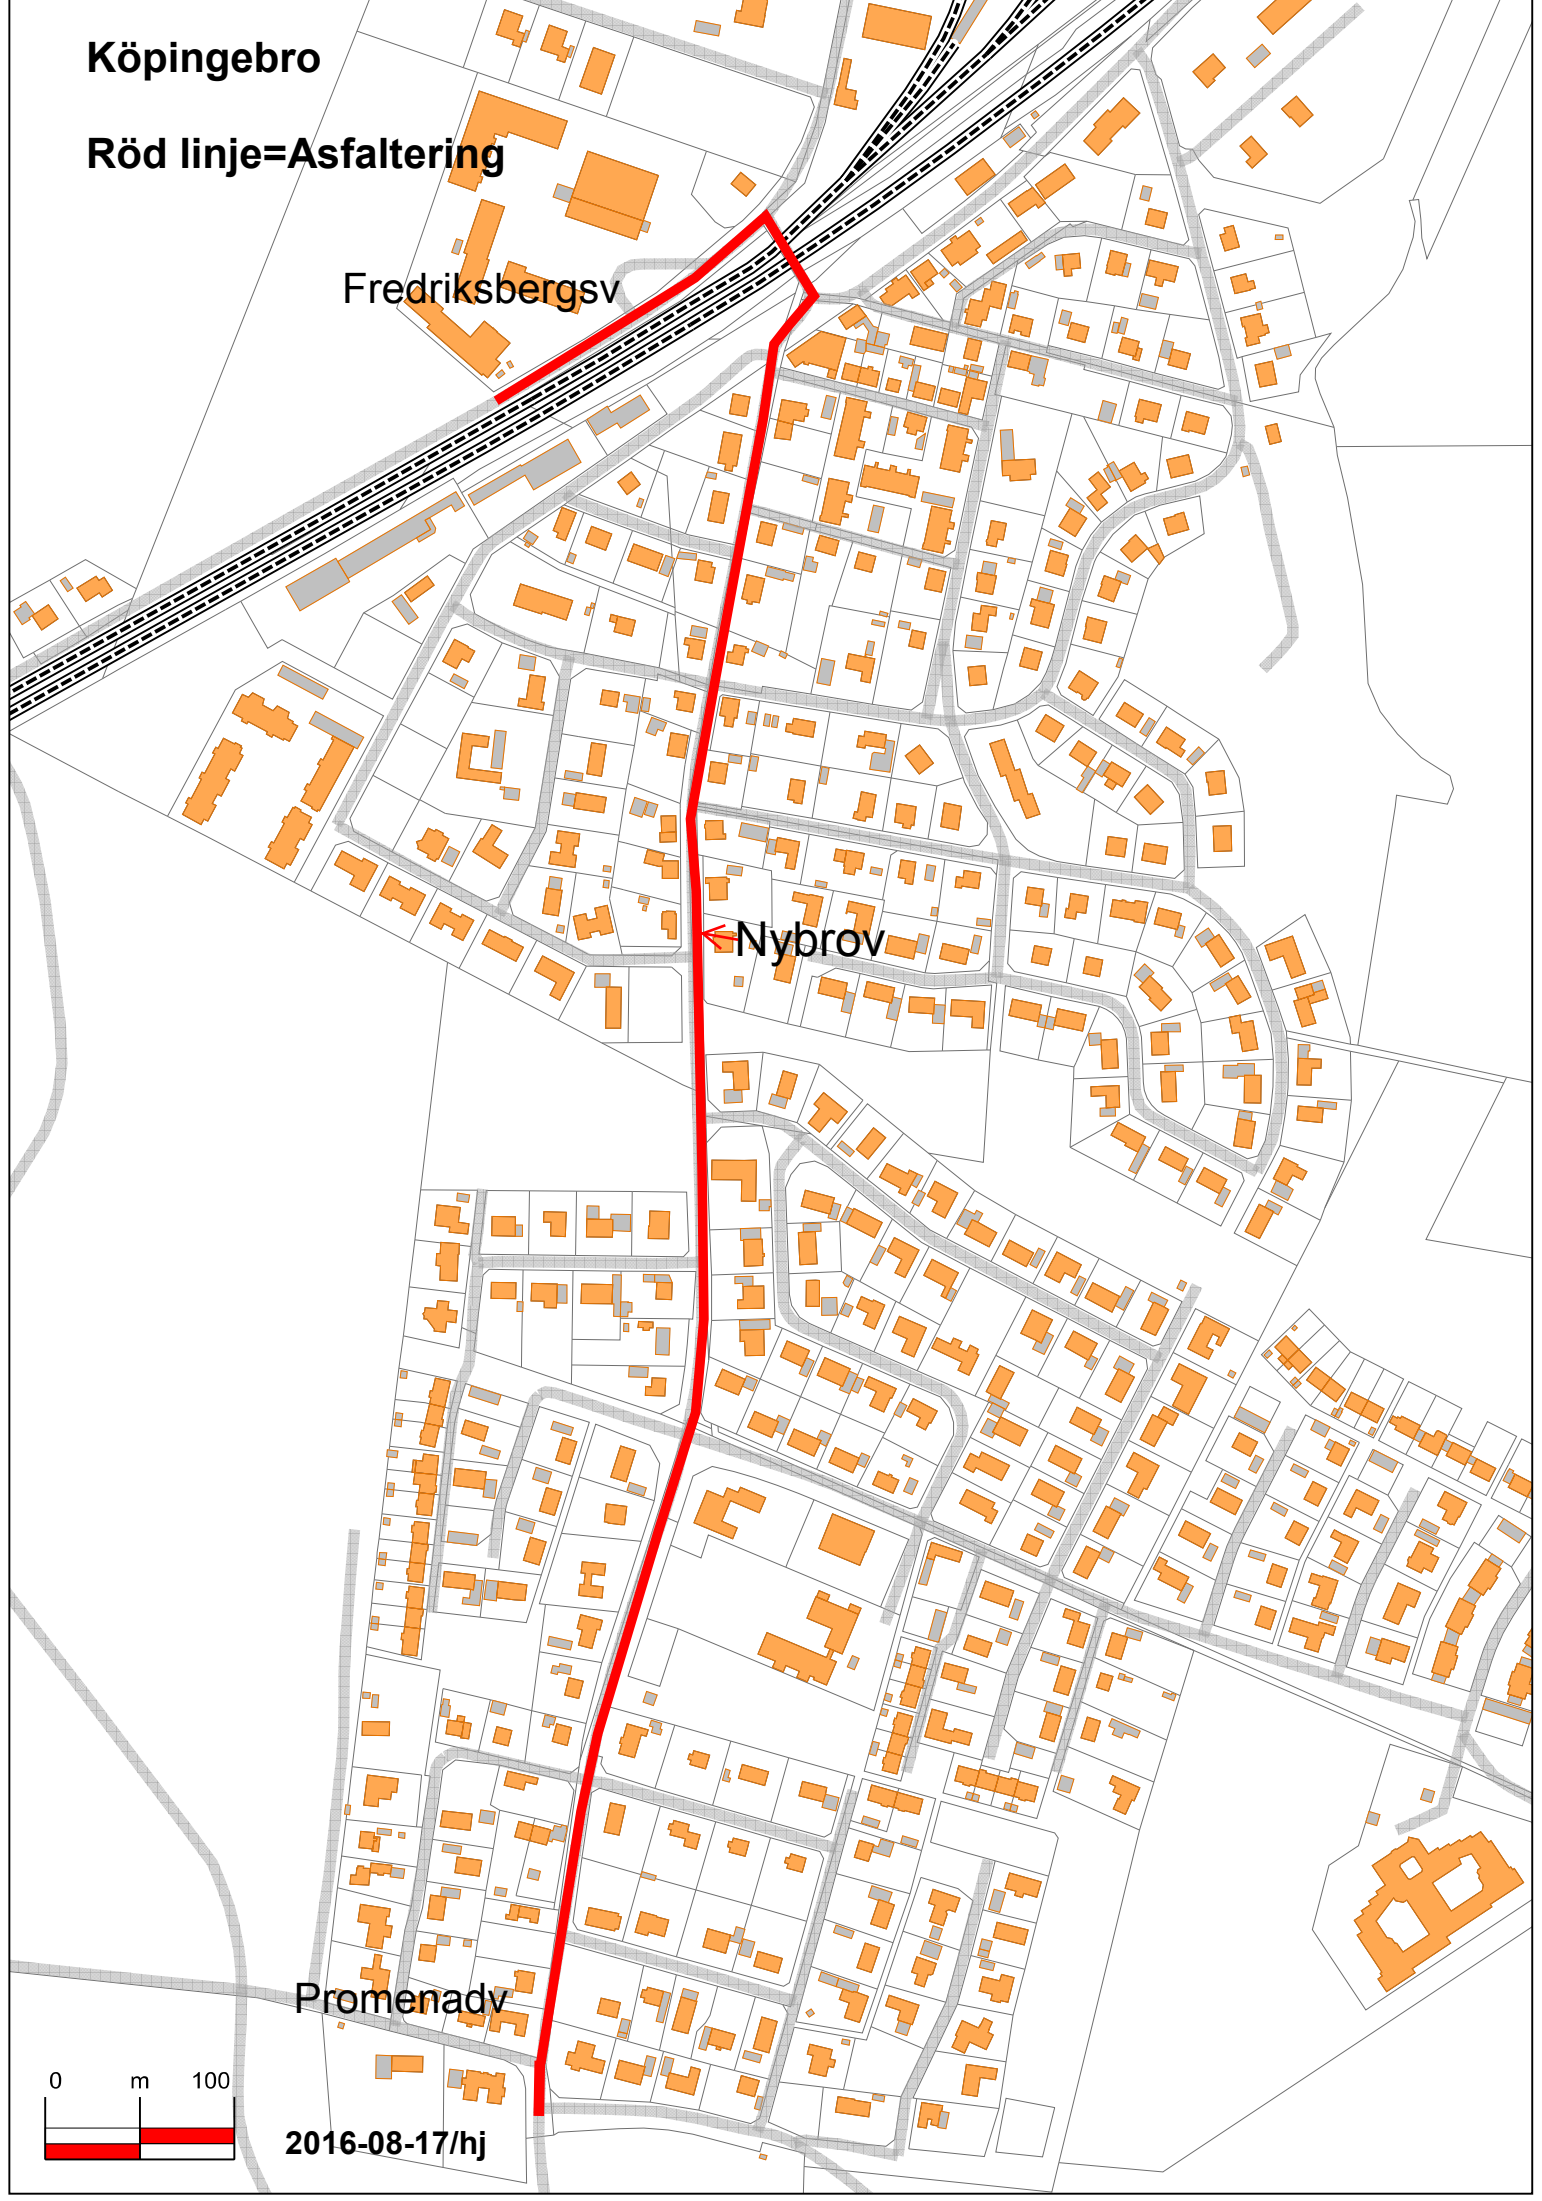 Köpingebro
Röd linje=Asfaltering
Fredriksbergsv
Nybrov
Promenadv
0 m 100
2016-08-17/hj